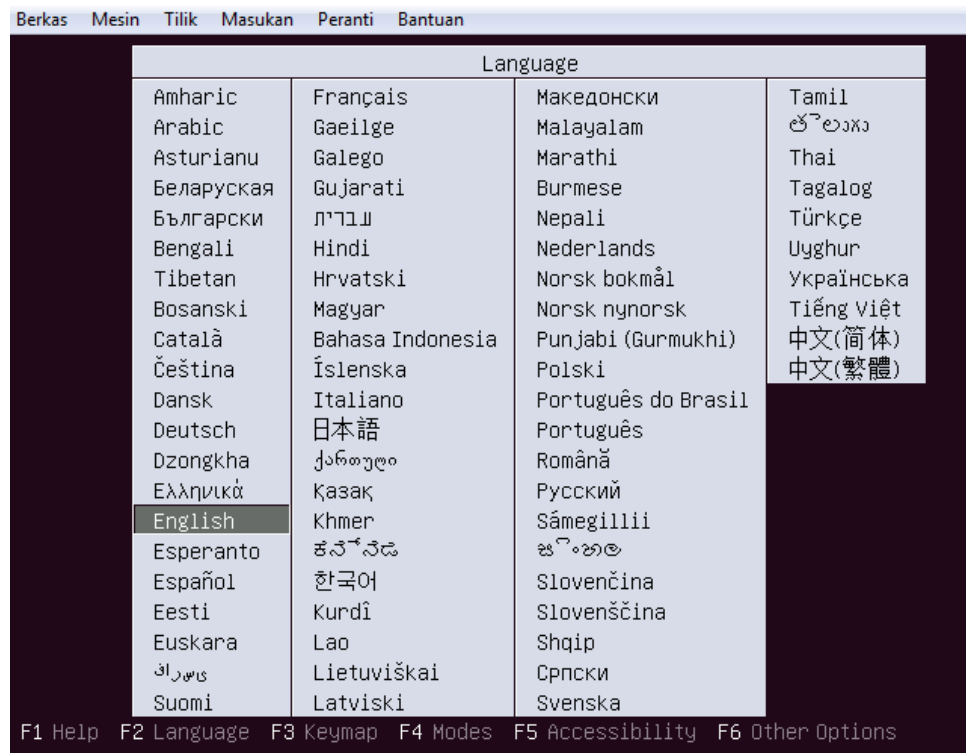 Berkas Mesin Tilik Masukan Peranti Bantuan
Language
Amharic
Arabic
Asturianu
Беларуская
Български
Bengali
Tibetan
Bosanski
Català
Čeština
Dansk
Deutsch
Dzongkha
Ελληνικά
English
Esperanto
Español
Eesti
Euskara
فارسی
Suomi
Français
Gaeilge
Galego
Gujarati
עברית
Hindi
Hrvatski
Magyar
Bahasa Indonesia
Íslenska
Italiano
日本語
ქართული
Қазақ
Khmer
ಕನ್ನಡ
한국어
Kurdî
Lao
Lietuviškai
Latviski
Македонски
Malayalam
Marathi
Burmese
Nepali
Nederlands
Norsk bokmål
Norsk nynorsk
Punjabi (Gurmukhi)
Polski
Português do Brasil
Português
Română
Русский
Sámegillii
සිංහල
Slovenčina
Slovenščina
Shqip
Српски
Svenska
Tamil
తెలుగు
Thai
Tagalog
Türkçe
Uyghur
Українська
Tiếng Việt
中文(简体)
中文(繁體)
F1 Help F2 Language F3 Keymap F4 Modes F5 Accessibility F6 Other Options